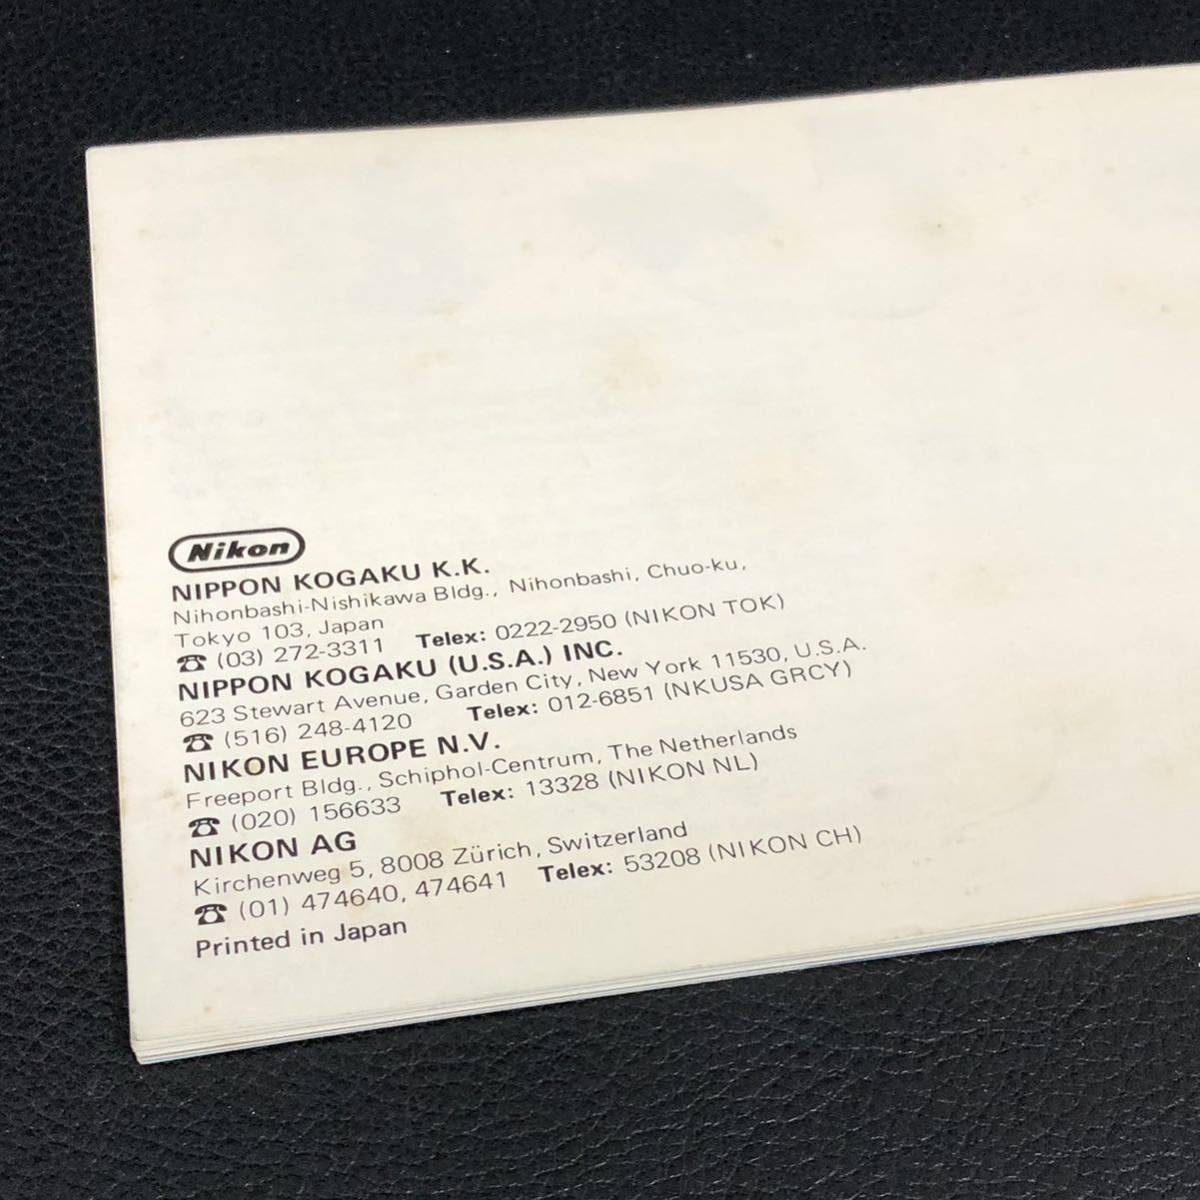 Nikon
NIPPON KOGAKU K.K.
Nihonbashi-Nishikawa Bldg., Nihonbashi, Chuo-ku,
Tokyo 103, Japan
☎ (03) 272-3311 Telex: 0222-2950 (NIKON TOK)
NIPPON KOGAKU (U.S.A.) INC.
623 Stewart Avenue, Garden City, New York 11530, U.S.A.
☎ (516) 248-4120 Telex: 012-6851 (NKUSA GRCY)
NIKON EUROPE N.V.
Freeport Bldg., Schiphol-Centrum, The Netherlands
☎ (020) 156633 Telex: 13328 (NIKON NL)
NIKON AG
Kirchenweg 5, 8008 Zürich, Switzerland
☎ (01) 474640, 474641 Telex: 53208 (NIKON CH)
Printed in Japan